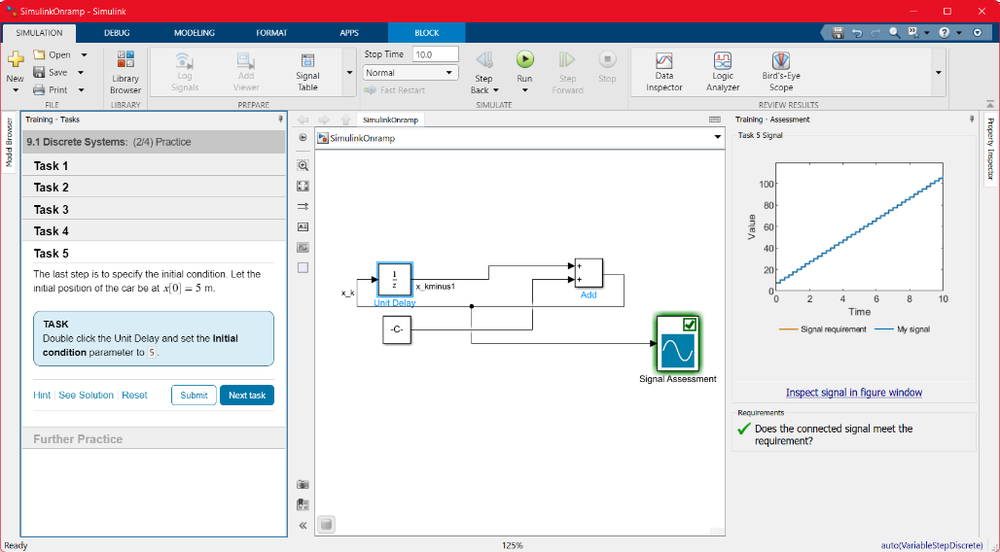 SimulinkOnramp - Simulink
SIMULATION DEBUG MODELING FORMAT APPS BLOCK
New
Open
Save
Print
FILE
Library
Browser
LIBRARY
Log
Signals
Add
Viewer
Signal
Table
PREPARE
Stop Time 10.0
Normal
Fast Restart
Step
Back
Run
Step
Forward
Stop
SIMULATE
Data
Inspector
Logic
Analyzer
Bird's-Eye
Scope
REVIEW RESULTS
Model Browser
Training - Tasks
9.1 Discrete Systems: (2/4) Practice
Task 1
Task 2
Task 3
Task 4
Task 5
The last step is to specify the initial condition. Let the
initial position of the car be at x[0] = 5 m.
TASK
Double click the Unit Delay and set the Initial
condition parameter to 5.
Hint See Solution Reset Submit Next task
Further Practice
SimulinkOnramp
SimulinkOnramp
x_k
1
z
x_kminus1
Unit Delay
-C-
+
+
Add
Signal Assessment
Training - Assessment
Task 5 Signal
Value
100
80
60
40
20
0
0 2 4 6 8 10
Time
Signal requirement My signal
Inspect signal in figure window
Requirements
Does the connected signal meet the
requirement?
Property Inspector
Ready 125% auto(VariableStepDiscrete)